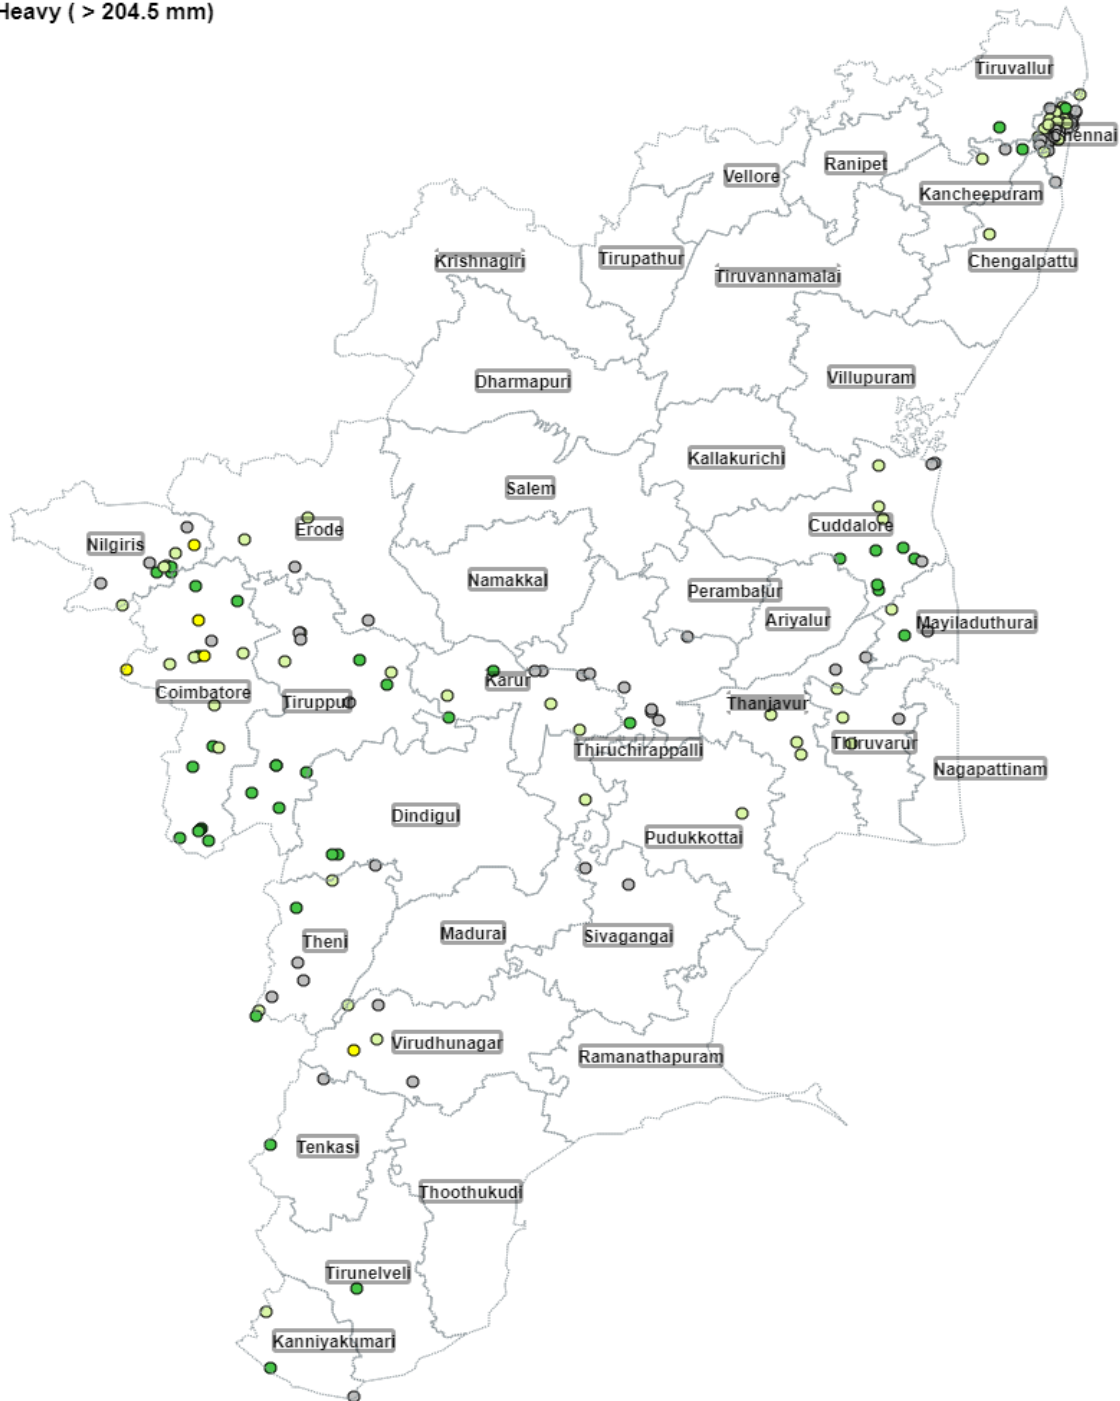 Heavy ( > 204.5 mm)
Tiruvallur
Chennai
Ranipet
Vellore
Kancheepuram
Krishnagiri
Tirupathur
Tiruvannamalai
Chengalpattu
Dharmapuri
Villupuram
Kallakurichi
Salem
Cuddalore
Erode
Nilgiris
Namakkal
Perambalur
Ariyalur
Mayiladuthurai
Karur
Coimbatore
Tiruppur
Thanjavur
Thiruchirappalli
Thiruvarur
Nagapattinam
Dindigul
Pudukkottai
Madurai
Sivagangai
Theni
Virudhunagar
Ramanathapuram
Tenkasi
Thoothukudi
Tirunelveli
Kanniyakumari